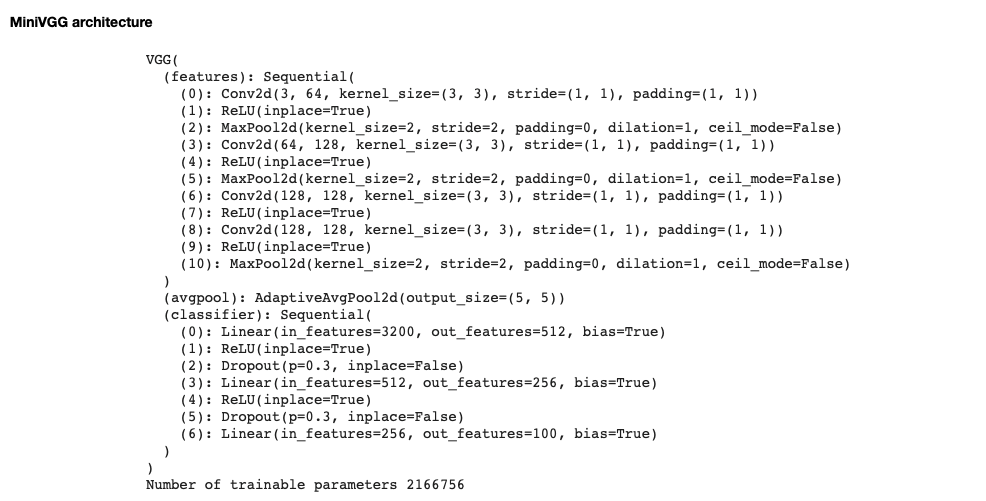 MiniVGG architecture
VGG(
  (features): Sequential(
    (0): Conv2d(3, 64, kernel_size=(3, 3), stride=(1, 1), padding=(1, 1))
    (1): ReLU(inplace=True)
    (2): MaxPool2d(kernel_size=2, stride=2, padding=0, dilation=1, ceil_mode=False)
    (3): Conv2d(64, 128, kernel_size=(3, 3), stride=(1, 1), padding=(1, 1))
    (4): ReLU(inplace=True)
    (5): MaxPool2d(kernel_size=2, stride=2, padding=0, dilation=1, ceil_mode=False)
    (6): Conv2d(128, 128, kernel_size=(3, 3), stride=(1, 1), padding=(1, 1))
    (7): ReLU(inplace=True)
    (8): Conv2d(128, 128, kernel_size=(3, 3), stride=(1, 1), padding=(1, 1))
    (9): ReLU(inplace=True)
    (10): MaxPool2d(kernel_size=2, stride=2, padding=0, dilation=1, ceil_mode=False)
  )
  (avgpool): AdaptiveAvgPool2d(output_size=(5, 5))
  (classifier): Sequential(
    (0): Linear(in_features=3200, out_features=512, bias=True)
    (1): ReLU(inplace=True)
    (2): Dropout(p=0.3, inplace=False)
    (3): Linear(in_features=512, out_features=256, bias=True)
    (4): ReLU(inplace=True)
    (5): Dropout(p=0.3, inplace=False)
    (6): Linear(in_features=256, out_features=100, bias=True)
  )
)
Number of trainable parameters 2166756